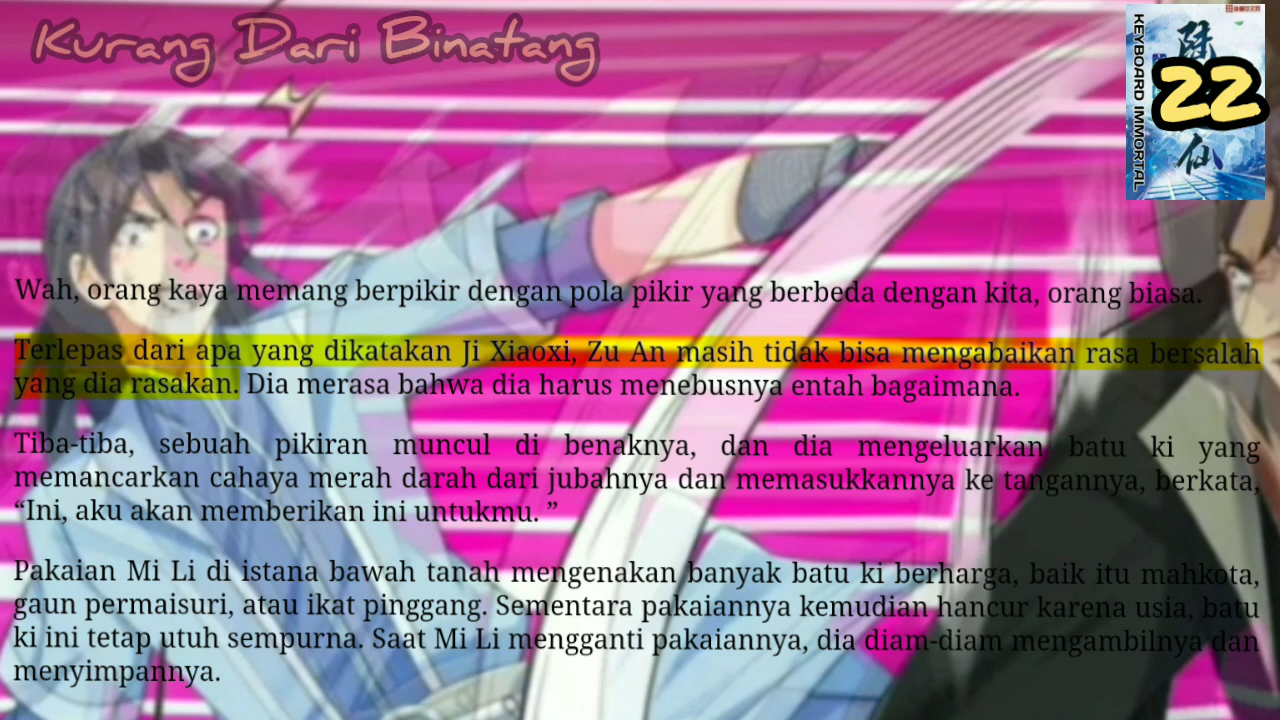 Kurang Dari Binatang
陆
22
仙
KEYBOARD IMMORTAL
Wah, orang kaya memang berpikir dengan pola pikir yang berbeda dengan kita, orang biasa.
Terlepas dari apa yang dikatakan Ji Xiaoxi, Zu An masih tidak bisa mengabaikan rasa bersalah
yang dia rasakan. Dia merasa bahwa dia harus menebusnya entah bagaimana.
Tiba-tiba, sebuah pikiran muncul di benaknya, dan dia mengeluarkan batu ki yang
memancarkan cahaya merah darah dari jubahnya dan memasukkannya ke tangannya, berkata,
“Ini, aku akan memberikan ini untukmu. ”
Pakaian Mi Li di istana bawah tanah mengenakan banyak batu ki berharga, baik itu mahkota,
gaun permaisuri, atau ikat pinggang. Sementara pakaiannya kemudian hancur karena usia, batu
ki ini tetap utuh sempurna. Saat Mi Li mengganti pakaiannya, dia diam-diam mengambilnya dan
menyimpannya.